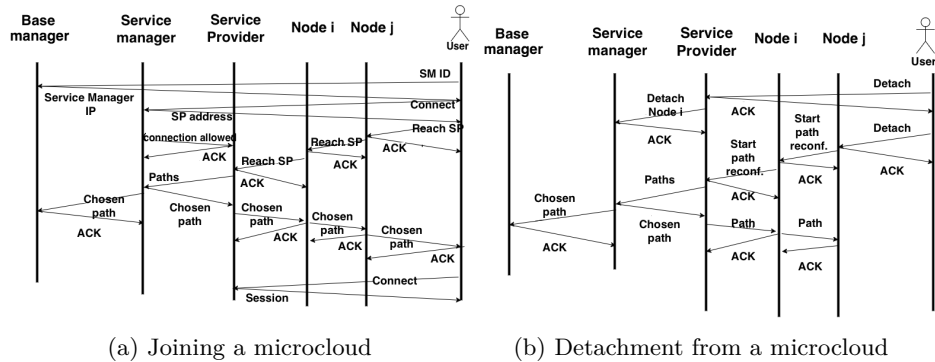 Base manager
Service manager
Service Provider
Node i
Node j
User
SM ID
Service Manager IP
Connect
SP address
Reach SP
connection allowed
ACK
Reach SP
ACK
ACK
Reach SP
Paths
ACK
Chosen path
Chosen path
Chosen path
Chosen path
Chosen path
ACK
ACK
ACK
ACK
Connect
Session
(a) Joining a microcloud
Base manager
Service manager
Service Provider
Node i
Node j
User
Detach
Detach Node i
ACK
Start path reconf.
Detach
ACK
Start path reconf.
ACK
ACK
Paths
ACK
Chosen path
Chosen path
Path
Path
ACK
ACK
ACK
(b) Detachment from a microcloud